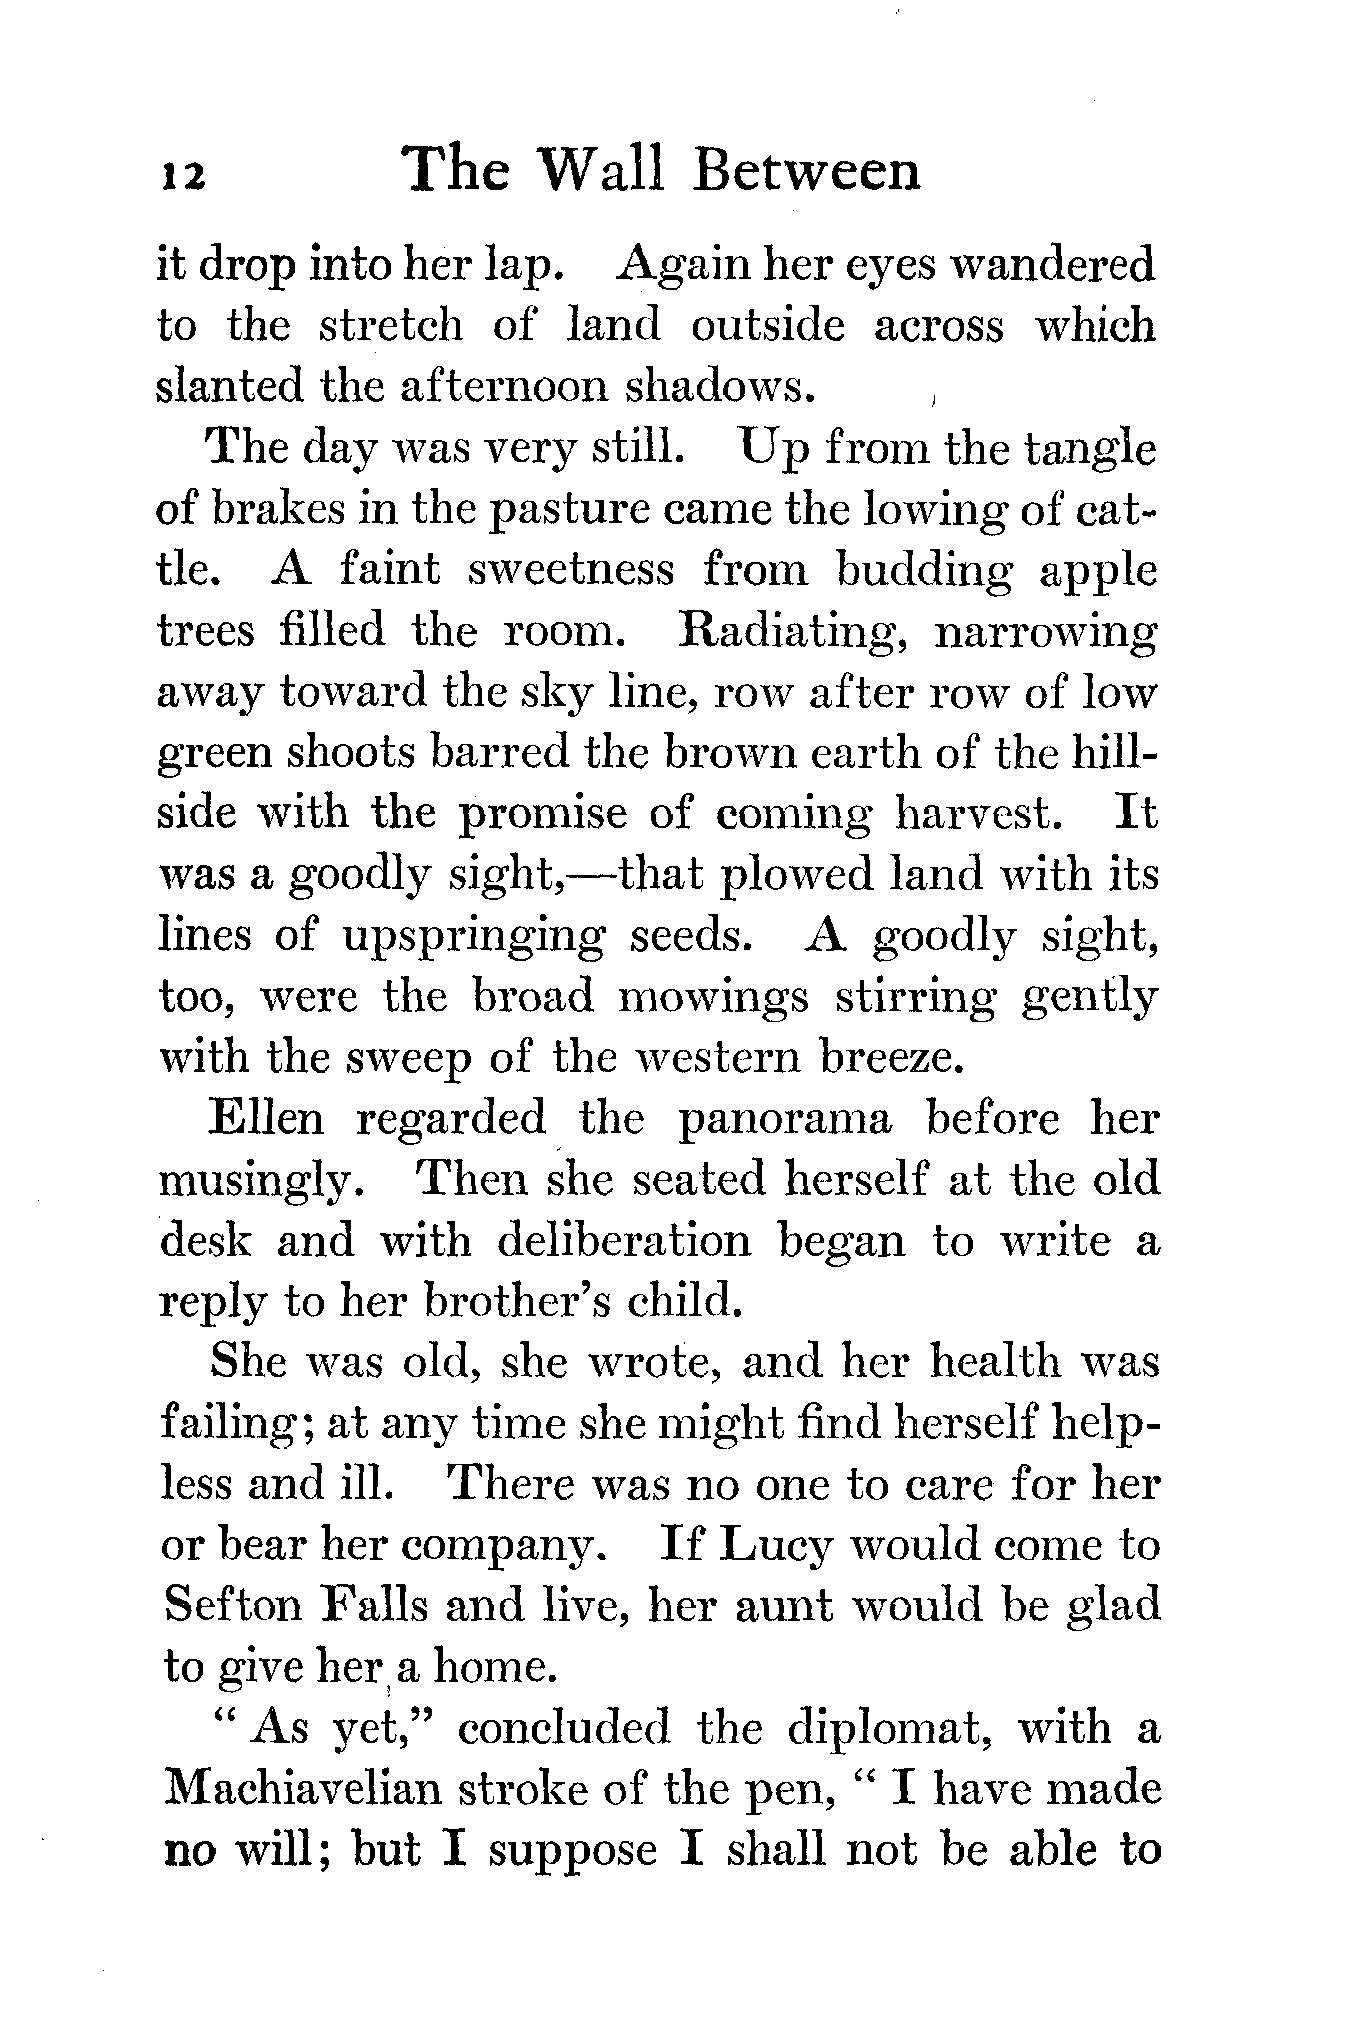 12 The Wall Between
it drop into her lap. Again her eyes wandered
to the stretch of land outside across which
slanted the afternoon shadows.
The day was very still. Up from the tangle
of brakes in the pasture came the lowing of cat-
tle. A faint sweetness from budding apple
trees filled the room. Radiating, narrowing
away toward the sky line, row after row of low
green shoots barred the brown earth of the hill-
side with the promise of coming harvest. It
was a goodly sight,—that plowed land with its
lines of upspringing seeds. A goodly sight,
too, were the broad mowings stirring gently
with the sweep of the western breeze.
Ellen regarded the panorama before her
musingly. Then she seated herself at the old
desk and with deliberation began to write a
reply to her brother's child.
She was old, she wrote, and her health was
failing; at any time she might find herself help-
less and ill. There was no one to care for her
or bear her company. If Lucy would come to
Sefton Falls and live, her aunt would be glad
to give her a home.
“ As yet,” concluded the diplomat, with a
Machiavelian stroke of the pen, “ I have made
no will; but I suppose I shall not be able to